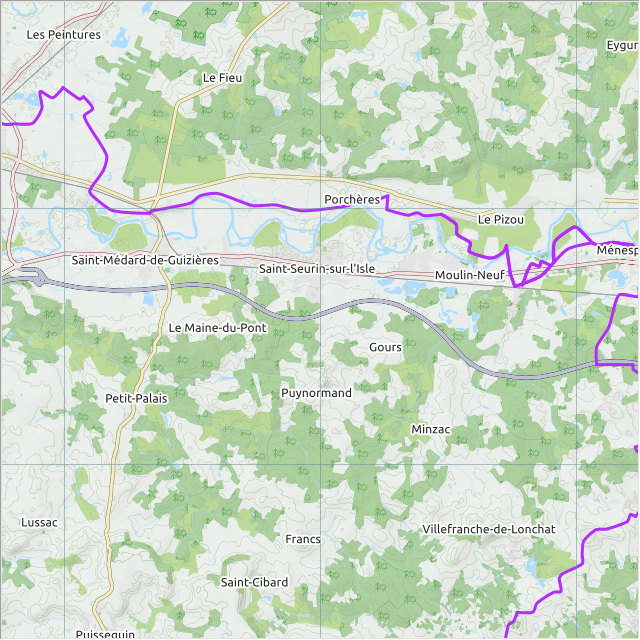 Les Peintures
Eygur
Le Fieu
Porchères
Le Pizou
Ménesp
Saint-Médard-de-Guizières
Saint-Seurin-sur-l'Isle
Moulin-Neuf
Le Maine-du-Pont
Gours
Puynormand
Petit-Palais
Minzac
Lussac
Villefranche-de-Lonchat
Francs
Saint-Cibard
Puisseguin